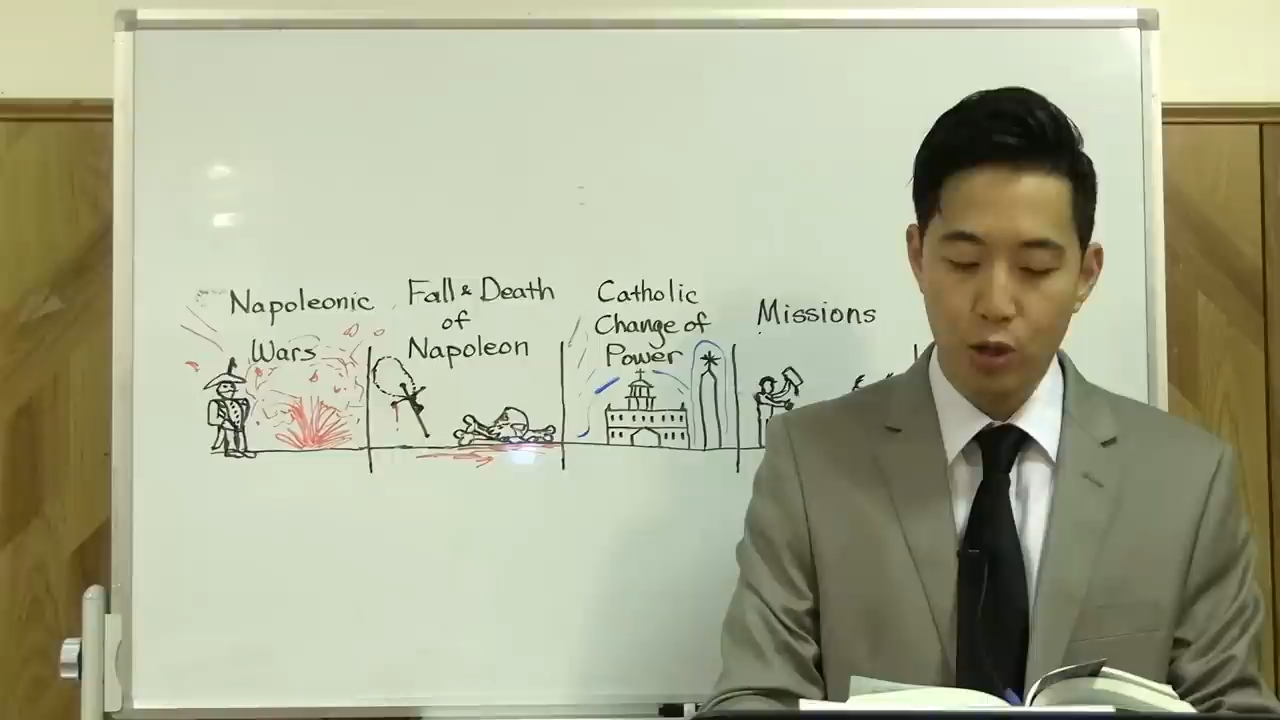 Napoleonic
Wars
Fall & Death
of
Napoleon
Catholic
Change of
Power
Missions